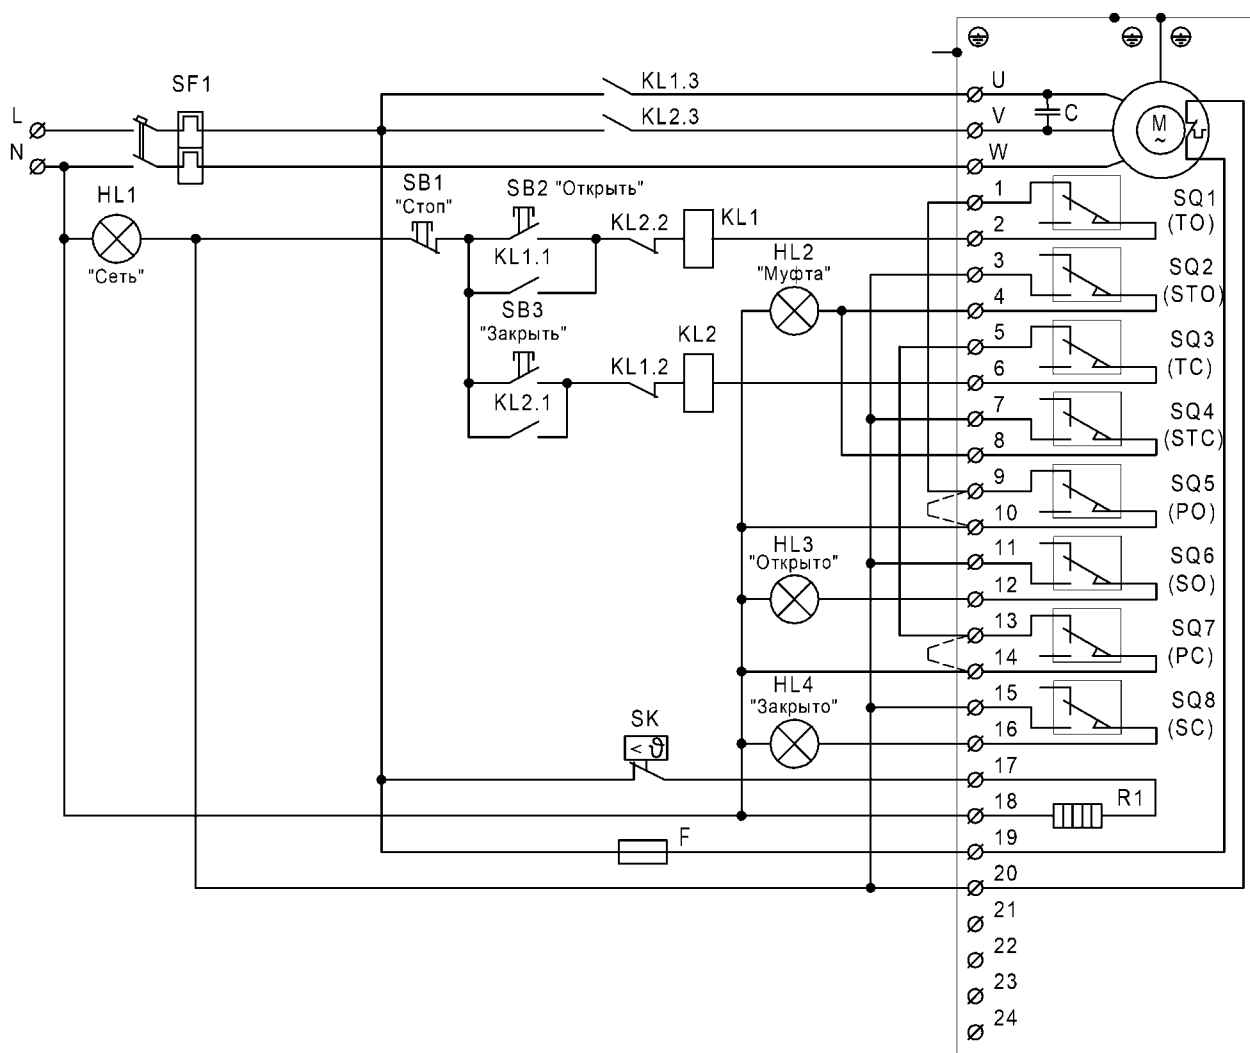 KL1.3
U
SF1
L
KL2.3
V
C
M
~
N
W
SB1
"Стоп"
SB2 "Открыть"
1
SQ1
(TO)
HL1
KL2.2
KL1
2
"Сеть"
KL1.1
HL2
"Муфта"
3
SQ2
(STO)
4
SB3
"Закрыть"
KL2
5
SQ3
(TC)
KL1.2
6
KL2.1
7
SQ4
(STC)
8
9
SQ5
(PO)
10
HL3
"Открыто"
11
SQ6
(SO)
12
13
SQ7
(PC)
14
HL4
"Закрыто"
15
SQ8
(SC)
SK
< ϑ
16
17
18
R1
F
19
20
21
22
23
24